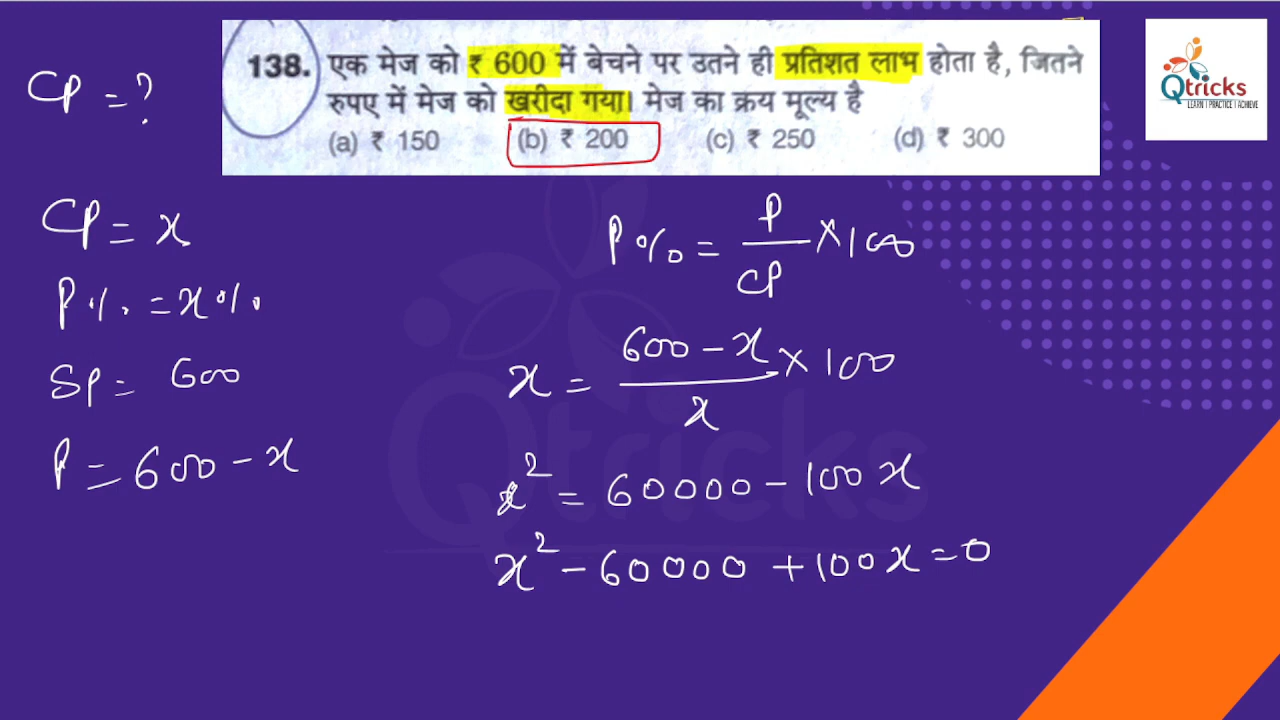 CP = ?
138. एक मेज को ₹ 600 में बेचने पर उतने ही प्रतिशत लाभ होता है, जितने
रुपए में मेज को खरीदा गया। मेज का क्रय मूल्य है
(a) ₹ 150 (b) ₹ 200 (c) ₹ 250 (d) ₹ 300
Qtricks
LEARN | PRACTICE | ACHIEVE
CP = x
P% = x%
SP = 600
P = 600 - x
P% = P/CP × 100
x = 600 - x/x × 100
x² = 60000 - 100x
x² - 60000 + 100x = 0
Qtricks